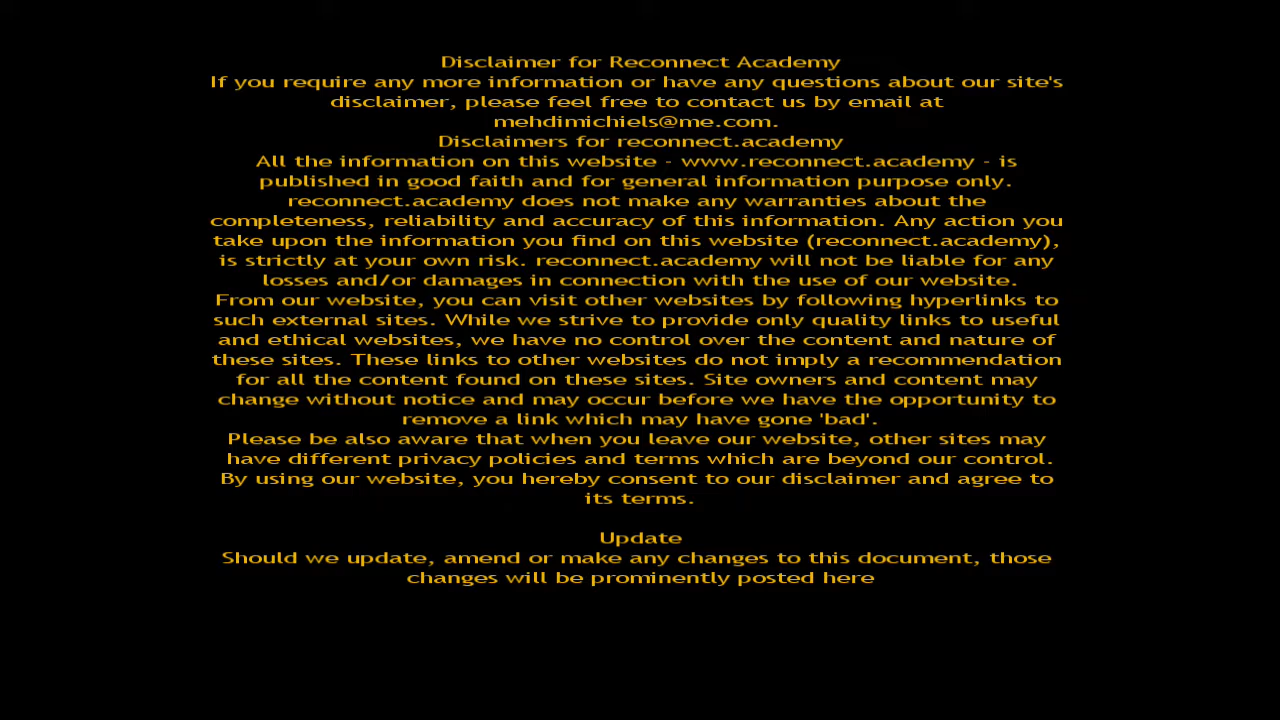 Disclaimer for Reconnect Academy
If you require any more information or have any questions about our site's
disclaimer, please feel free to contact us by email at
mehdimichiels@me.com.
Disclaimers for reconnect.academy
All the information on this website - www.reconnect.academy - is
published in good faith and for general information purpose only.
reconnect.academy does not make any warranties about the
completeness, reliability and accuracy of this information. Any action you
take upon the information you find on this website (reconnect.academy),
is strictly at your own risk. reconnect.academy will not be liable for any
losses and/or damages in connection with the use of our website.
From our website, you can visit other websites by following hyperlinks to
such external sites. While we strive to provide only quality links to useful
and ethical websites, we have no control over the content and nature of
these sites. These links to other websites do not imply a recommendation
for all the content found on these sites. Site owners and content may
change without notice and may occur before we have the opportunity to
remove a link which may have gone 'bad'.
Please be also aware that when you leave our website, other sites may
have different privacy policies and terms which are beyond our control.
By using our website, you hereby consent to our disclaimer and agree to
its terms.
Update
Should we update, amend or make any changes to this document, those
changes will be prominently posted here